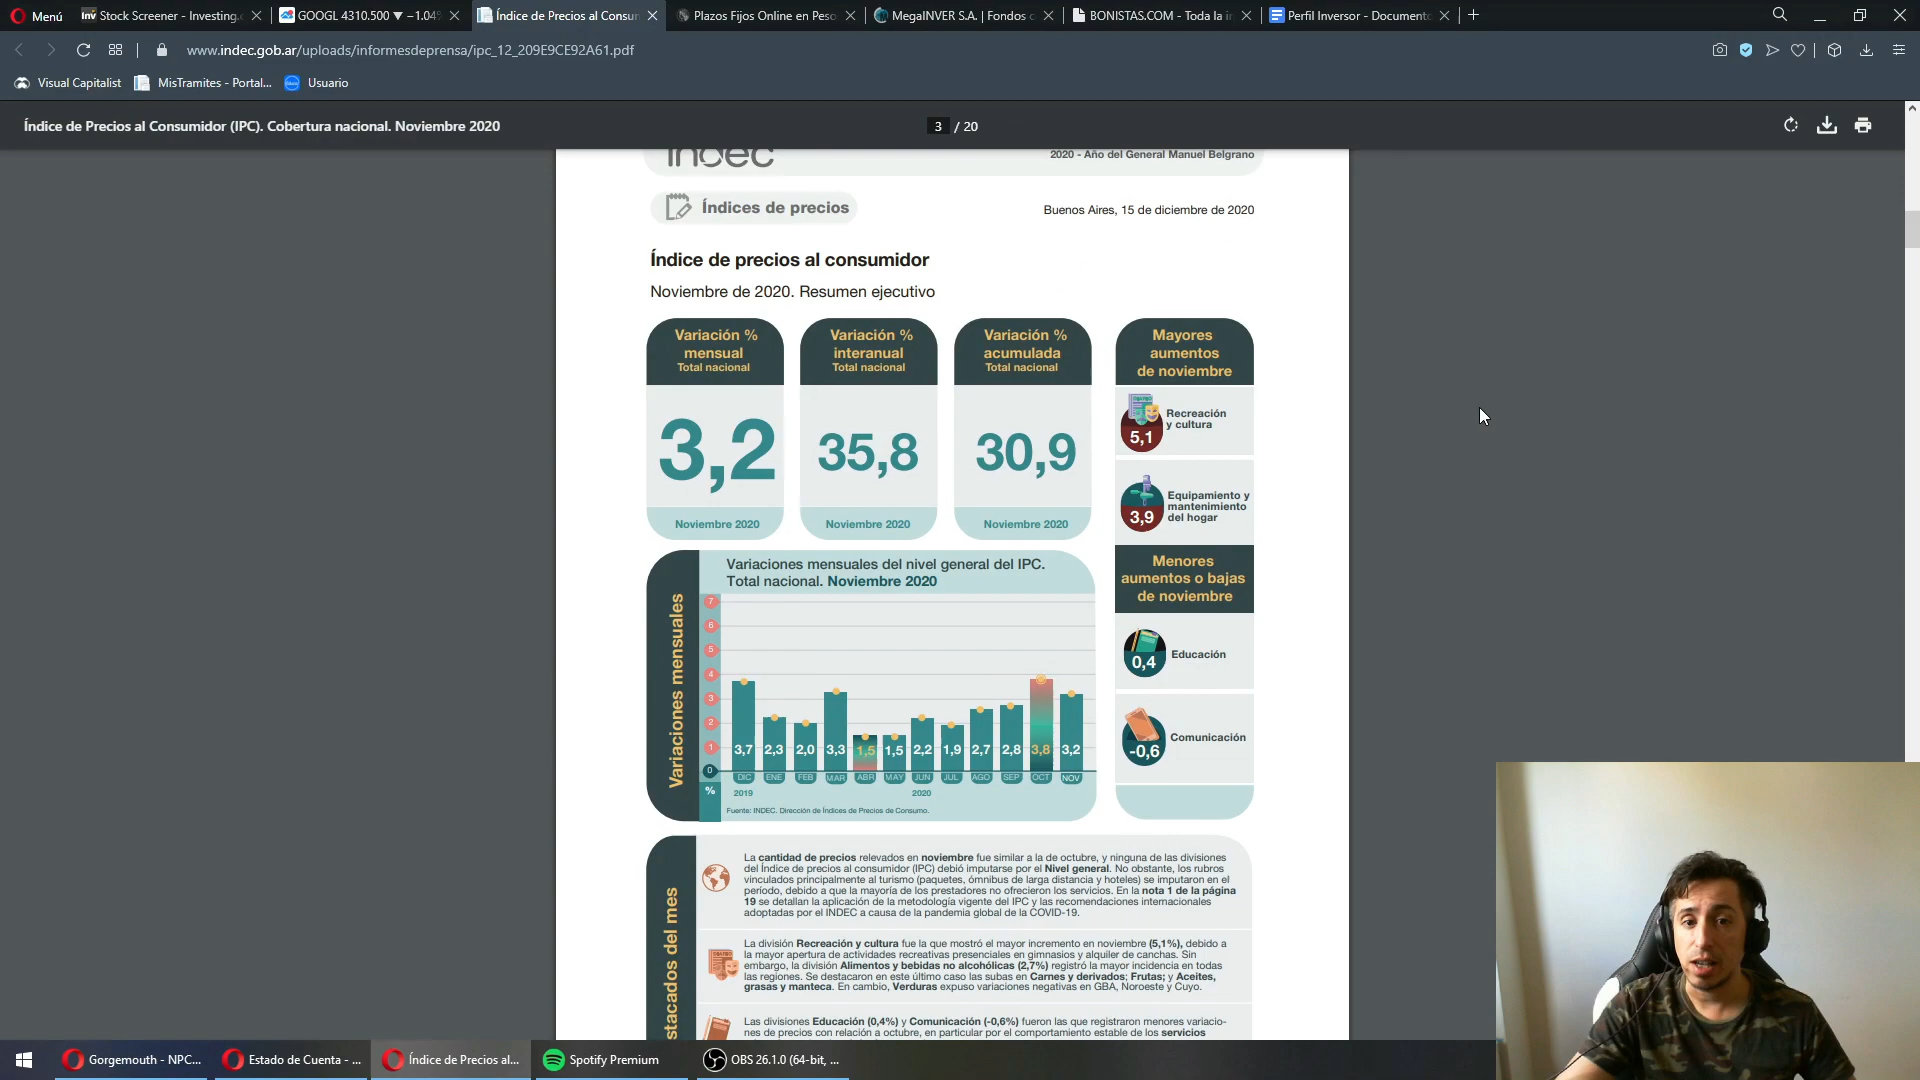 Menú
Inv Stock Screener - Investing.
GOOGL 4310.500 ▼ −1.04%
Índice de Precios al Consum
Plazos Fijos Online en Peso
MegaINVER S.A. | Fondos c
BONISTAS.COM - Toda la in
Perfil Inversor - Documento
www.indec.gob.ar/uploads/informesdeprensa/ipc_12_209E9CE92A61.pdf
Visual Capitalist
MisTramites - Portal...
Usuario
Índice de Precios al Consumidor (IPC). Cobertura nacional. Noviembre 2020
3 / 20
indec
2020 - Año del General Manuel Belgrano
Índices de precios
Buenos Aires, 15 de diciembre de 2020
Índice de precios al consumidor
Noviembre de 2020. Resumen ejecutivo
Variación %
mensual
Total nacional
3,2
Noviembre 2020
Variación %
interanual
Total nacional
35,8
Noviembre 2020
Variación %
acumulada
Total nacional
30,9
Noviembre 2020
Mayores
aumentos
de noviembre
Recreación
y cultura
5,1
Equipamiento y
mantenimiento
del hogar
3,9
Menores
aumentos o bajas
de noviembre
Educación
0,4
Comunicación
-0,6
Variaciones mensuales
Variaciones mensuales del nivel general del IPC.
Total nacional. Noviembre 2020
7
6
5
4
3
2
1
0
%
3,7 2,3 2,0 3,3 1,5 1,5 2,2 1,9 2,7 2,8 3,8 3,2
DIC ENE FEB MAR ABR MAY JUN JUL AGO SEP OCT NOV
2019 2020
Fuente: INDEC. Dirección de Índices de Precios de Consumo.
stacados del mes
La cantidad de precios relevados en noviembre fue similar a la de octubre, y ninguna de las divisiones
del Índice de precios al consumidor (IPC) debió imputarse por el Nivel general. No obstante, los rubros
vinculados principalmente al turismo (paquetes, ómnibus de larga distancia y hoteles) se imputaron en el
período, debido a que la mayoría de los prestadores no ofrecieron los servicios. En la nota 1 de la página
19 se detallan la aplicación de la metodología vigente del IPC y las recomendaciones internacionales
adoptadas por el INDEC a causa de la pandemia global de la COVID-19.
La división Recreación y cultura fue la que mostró el mayor incremento en noviembre (5,1%), debido a
la mayor apertura de actividades recreativas presenciales en gimnasios y alquiler de canchas. Sin
embargo, la división Alimentos y bebidas no alcohólicas (2,7%) registró la mayor incidencia en todas
las regiones. Se destacaron en este último caso las subas en Carnes y derivados; Frutas; y Aceites,
grasas y manteca. En cambio, Verduras expuso variaciones negativas en GBA, Noroeste y Cuyo.
Las divisiones Educación (0,4%) y Comunicación (-0,6%) fueron las que registraron menores variacio-
nes de precios con relación a octubre, en particular por el comportamiento estable de los servicios
Gorgemouth - NPC...
Estado de Cuenta - ...
Índice de Precios al...
Spotify Premium
OBS 26.1.0 (64-bit, ...